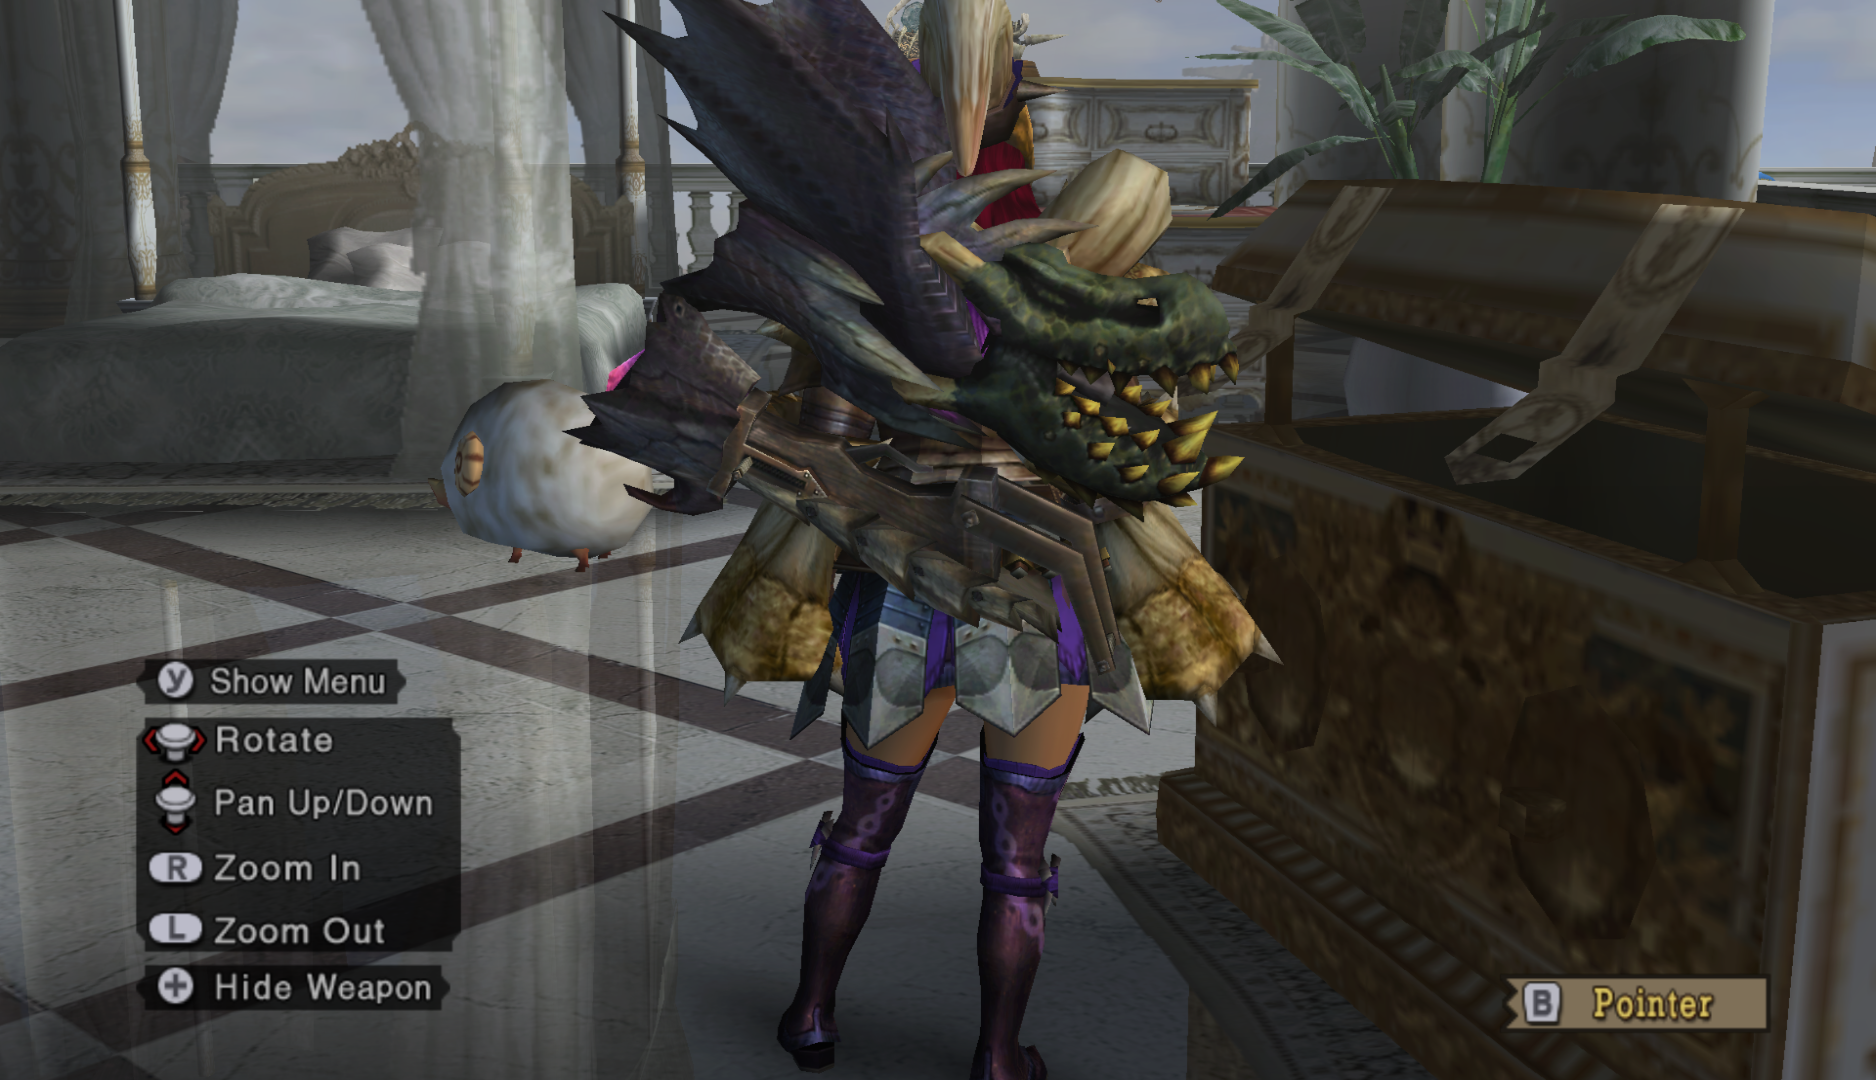 y Show Menu
Rotate
Pan Up/Down
R Zoom In
L Zoom Out
+ Hide Weapon
B Pointer